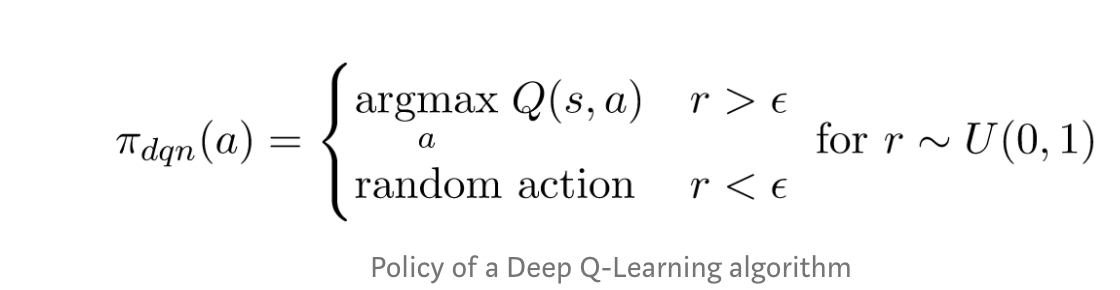 π_dqn(a) = { argmax_a Q(s, a) r > ϵ
random action r < ϵ for r ∼ U(0, 1)
Policy of a Deep Q-Learning algorithm